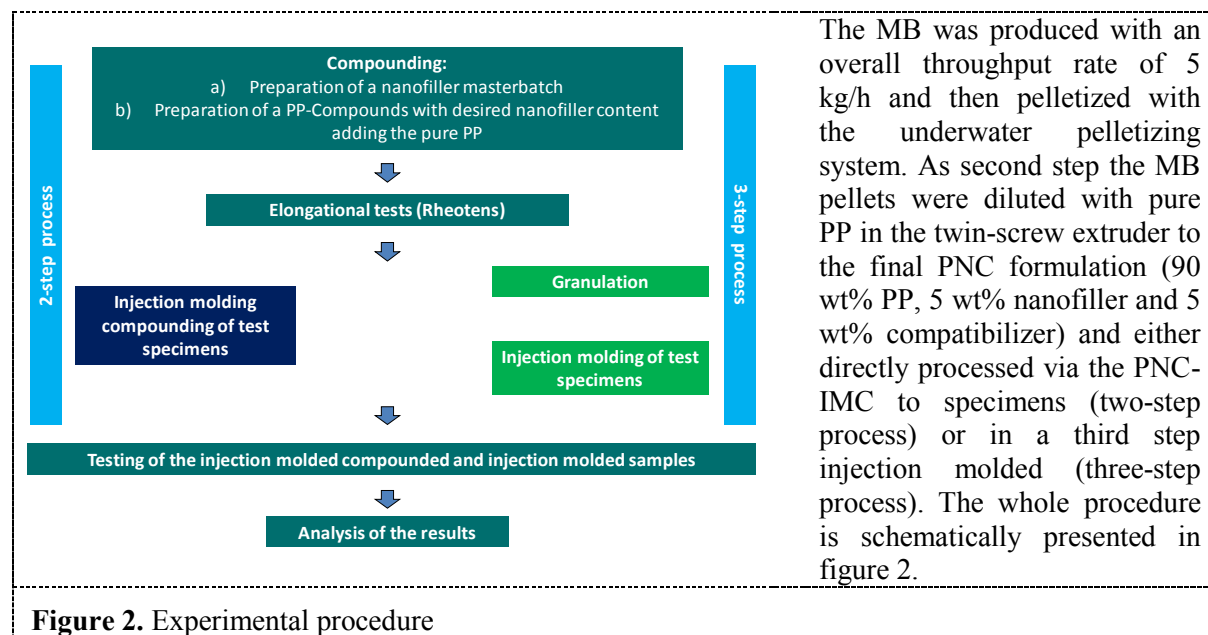 Compounding:
a) Preparation of a nanofiller masterbatch
b) Preparation of a PP-Compounds with desired nanofiller content
adding the pure PP
2-step process
3-step process
Elongational tests (Rheotens)
Injection molding
compounding of test
specimens
Granulation
Injection molding of test
specimens
Testing of the injection molded compounded and injection molded samples
Analysis of the results
The MB was produced with an
overall throughput rate of 5
kg/h and then pelletized with
the underwater pelletizing
system. As second step the MB
pellets were diluted with pure
PP in the twin-screw extruder to
the final PNC formulation (90
wt% PP, 5 wt% nanofiller and 5
wt% compatibilizer) and either
directly processed via the PNC-
IMC to specimens (two-step
process) or in a third step
injection molded (three-step
process). The whole procedure
is schematically presented in
figure 2.
Figure 2. Experimental procedure